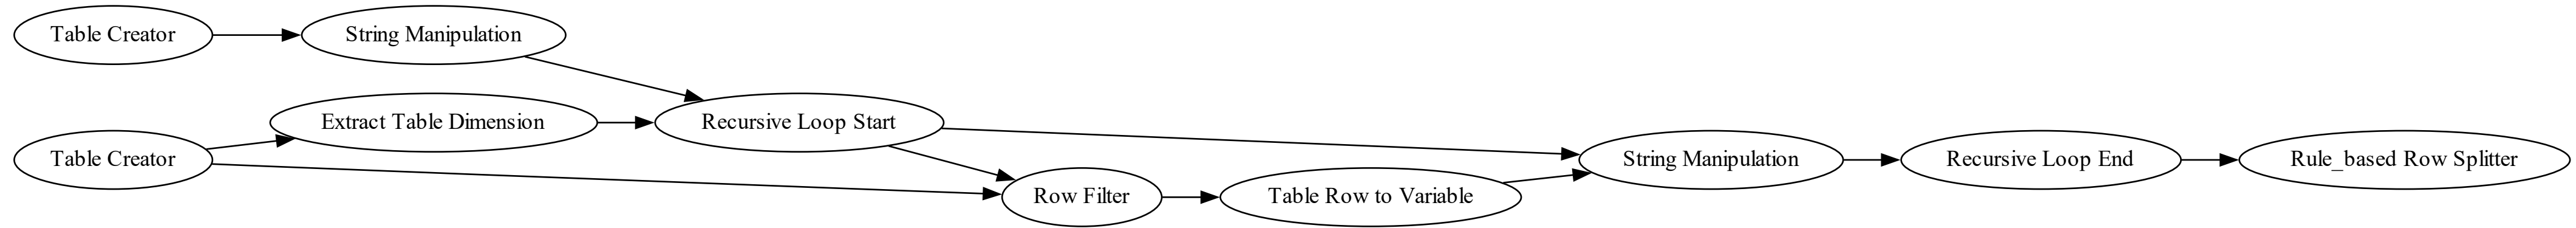 Table Creator
String Manipulation
Extract Table Dimension
Recursive Loop Start
Table Creator
String Manipulation
Recursive Loop End
Rule_based Row Splitter
Row Filter
Table Row to Variable